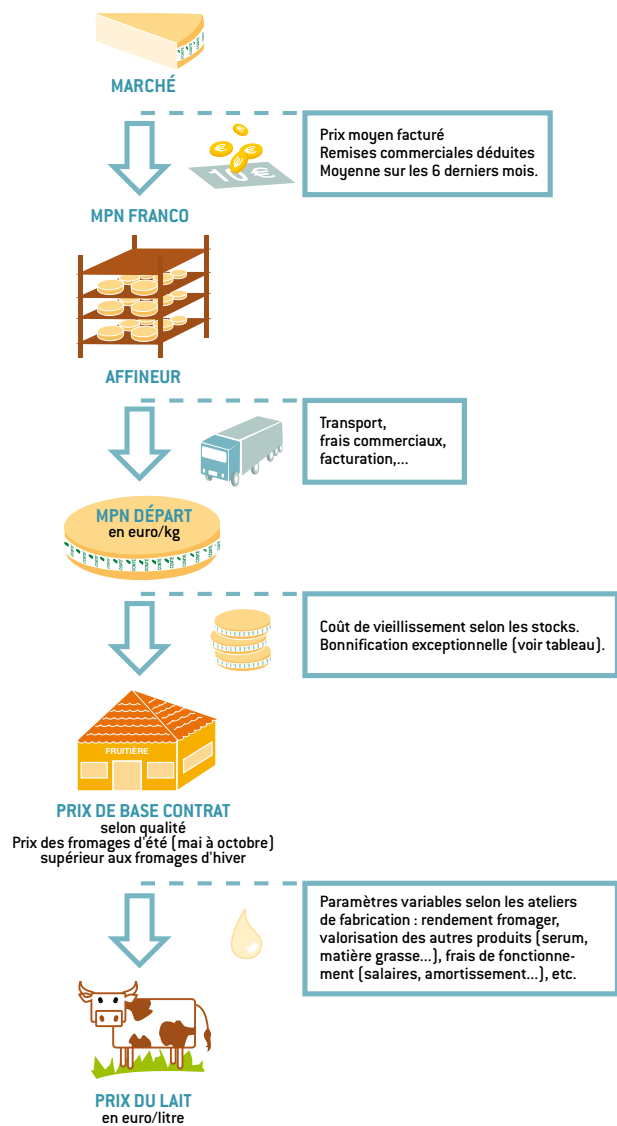 MARCHÉ
Prix moyen facturé
Remises commerciales déduites
Moyenne sur les 6 derniers mois.
10 €
MPN FRANCO
AFFINEUR
Transport,
frais commerciaux,
facturation,...
MPN DÉPART
en euro/kg
Coût de vieillissement selon les stocks.
Bonnification exceptionnelle (voir tableau).
FRUITIÈRE
PRIX DE BASE CONTRAT
selon qualité
Prix des fromages d'été (mai à octobre)
supérieur aux fromages d'hiver
Paramètres variables selon les ateliers
de fabrication : rendement fromager,
valorisation des autres produits (serum,
matière grasse...), frais de fonctionne-
ment (salaires, amortissement...), etc.
PRIX DU LAIT
en euro/litre